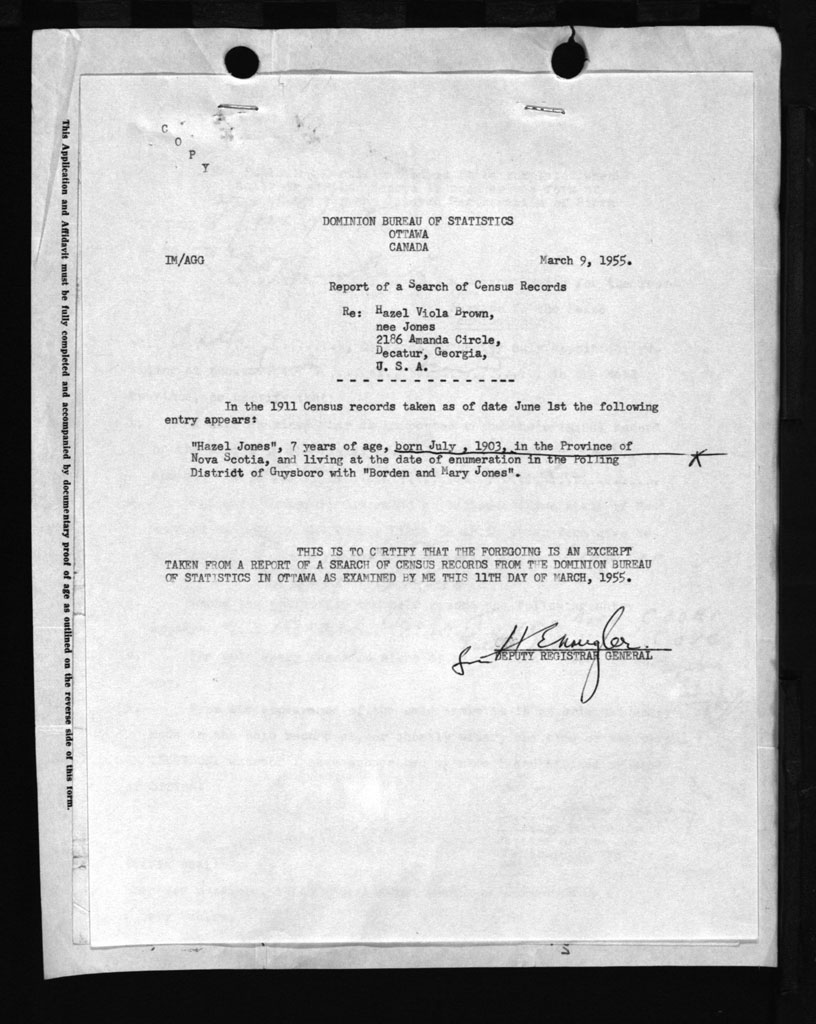 C
O
P
Y
DOMINION BUREAU OF STATISTICS
OTTAWA
CANADA
IM/AGG March 9, 1955.
Report of a Search of Census Records
Re: Hazel Viola Brown,
nee Jones
2186 Amanda Circle,
Decatur, Georgia,
U. S. A.
In the 1911 Census records taken as of date June 1st the following
entry appears:
"Hazel Jones", 7 years of age, born July , 1903, in the Province of
Nova Scotia, and living at the date of enumeration in the Polling
District of Guysboro with "Borden and Mary Jones".
THIS IS TO C RTIFY THAT THE FOREGOING IS AN EXCERPT
TAKEN FROM A REPORT OF A SEARCH OF CENSUS RECORDS FROM THE DOMINION BUREAU
OF STATISTICS IN OTTAWA AS EXAMINED BY ME THIS 11TH DAY OF MARCH, 1955.
DEPUTY REGISTRAR GENERAL
This Application and Affidavit must be fully completed and accompanied by documentary proof of age as outlined on the reverse side of this form.